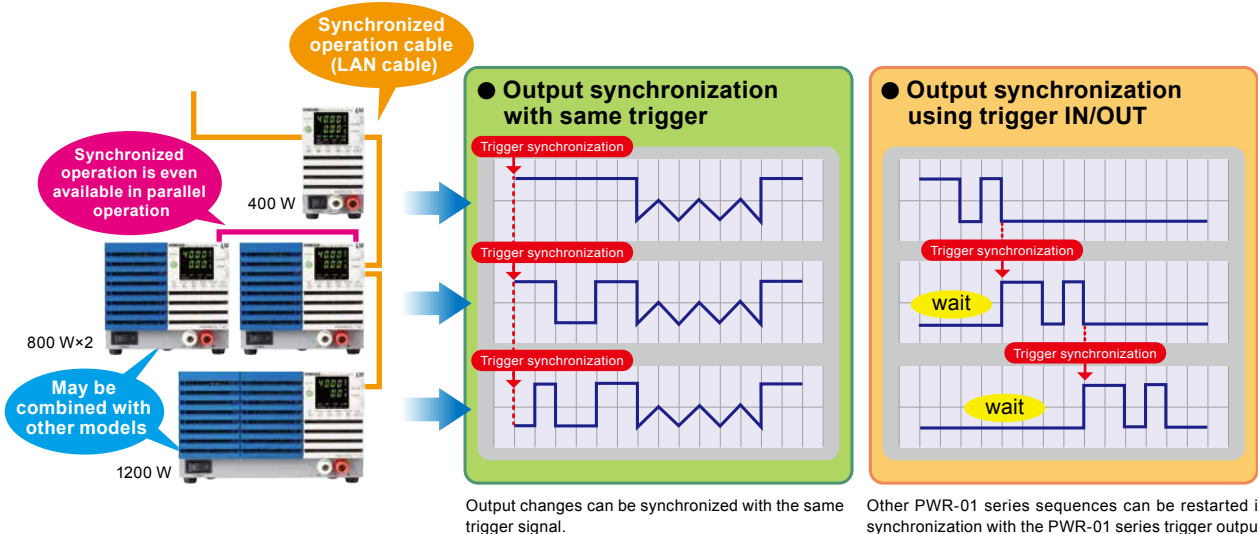 Synchronized
operation cable
(LAN cable)
Synchronized
operation is even
available in parallel
operation
400 W
800 W×2
May be
combined with
other models
1200 W
● Output synchronization
with same trigger
Trigger synchronization
Trigger synchronization
Trigger synchronization
Output changes can be synchronized with the same
trigger signal.
● Output synchronization
using trigger IN/OUT
Trigger synchronization
wait
Trigger synchronization
wait
Other PWR-01 series sequences can be restarted i
synchronization with the PWR-01 series trigger outpu